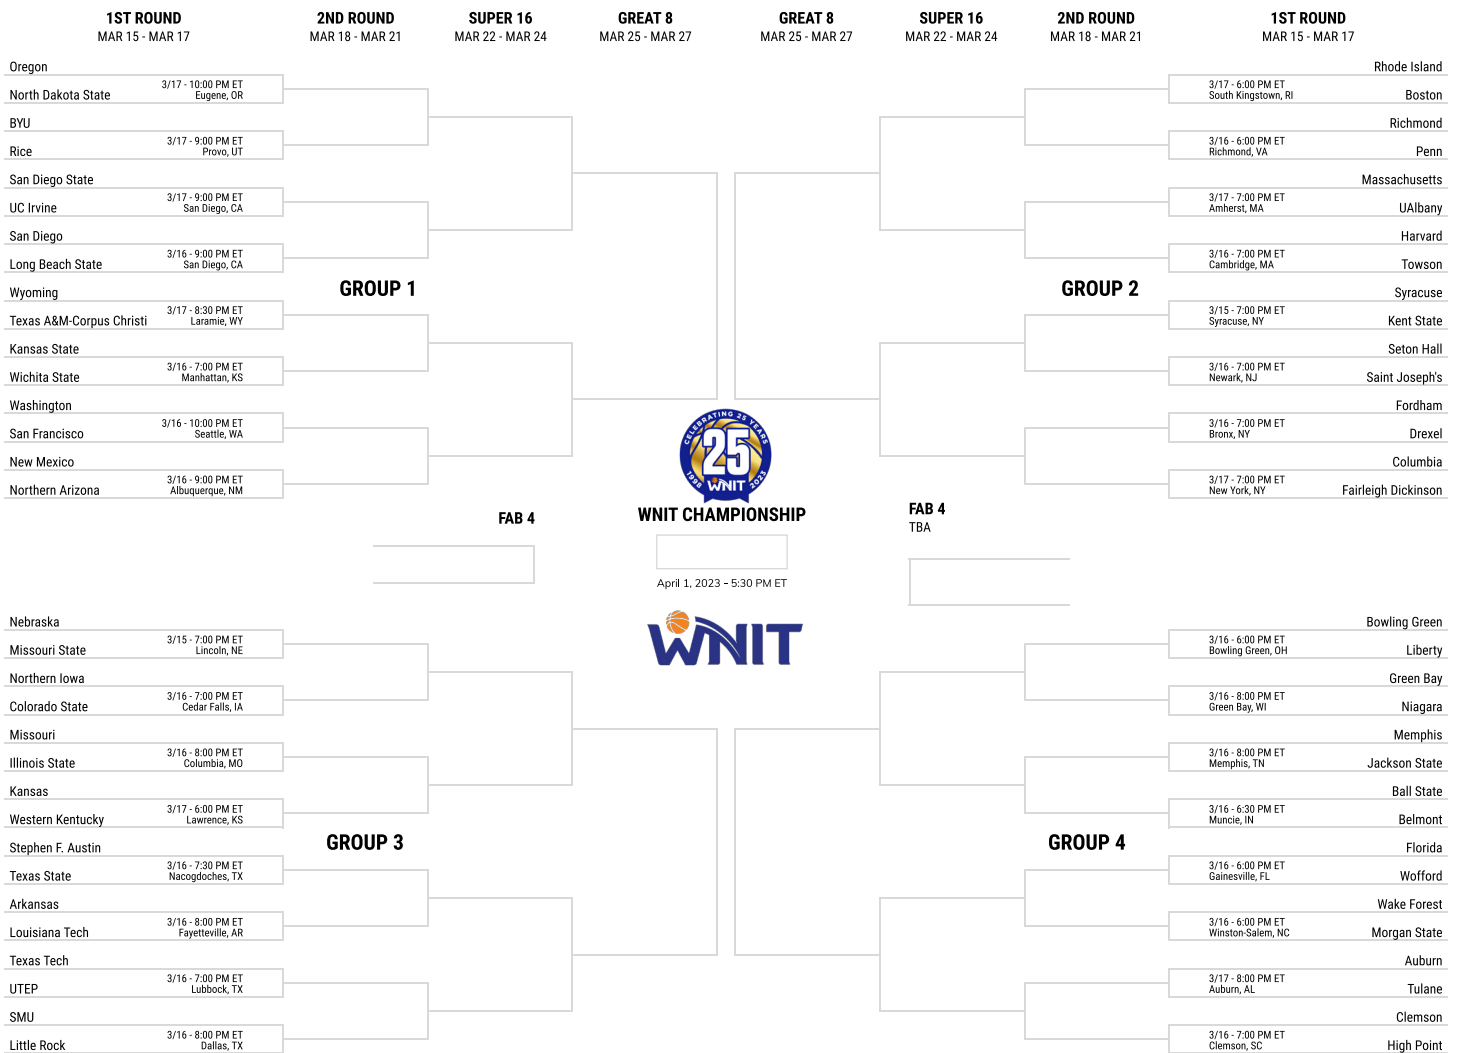 1ST ROUND
MAR 15 - MAR 17
2ND ROUND
MAR 18 - MAR 21
SUPER 16
MAR 22 - MAR 24
GREAT 8
MAR 25 - MAR 27
GREAT 8
MAR 25 - MAR 27
SUPER 16
MAR 22 - MAR 24
2ND ROUND
MAR 18 - MAR 21
1ST ROUND
MAR 15 - MAR 17
Oregon
3/17 - 10:00 PM ET
North Dakota State
Eugene, OR
BYU
3/17 - 9:00 PM ET
Rice
Provo, UT
San Diego State
3/17 - 9:00 PM ET
UC Irvine
San Diego, CA
San Diego
3/16 - 9:00 PM ET
Long Beach State
San Diego, CA
GROUP 1
Wyoming
3/17 - 8:30 PM ET
Texas A&M-Corpus Christi
Laramie, WY
Kansas State
3/16 - 7:00 PM ET
Wichita State
Manhattan, KS
Washington
3/16 - 10:00 PM ET
San Francisco
Seattle, WA
New Mexico
3/16 - 9:00 PM ET
Northern Arizona
Albuquerque, NM
Rhode Island
3/17 - 6:00 PM ET
South Kingstown, RI
Boston
Richmond
3/16 - 6:00 PM ET
Richmond, VA
Penn
Massachusetts
3/17 - 7:00 PM ET
Amherst, MA
UAlbany
Harvard
3/16 - 7:00 PM ET
Cambridge, MA
Towson
GROUP 2
Syracuse
3/15 - 7:00 PM ET
Syracuse, NY
Kent State
Seton Hall
3/16 - 7:00 PM ET
Newark, NJ
Saint Joseph's
Fordham
3/16 - 7:00 PM ET
Bronx, NY
Drexel
Columbia
3/17 - 7:00 PM ET
New York, NY
Fairleigh Dickinson
CELEBRATING 25 YEARS
25
WNIT
1998
2023
FAB 4
WNIT CHAMPIONSHIP
April 1, 2023 – 5:30 PM ET
WNIT
FAB 4
TBA
Nebraska
3/15 - 7:00 PM ET
Missouri State
Lincoln, NE
Northern Iowa
3/16 - 7:00 PM ET
Colorado State
Cedar Falls, IA
Missouri
3/16 - 8:00 PM ET
Illinois State
Columbia, MO
Kansas
3/17 - 6:00 PM ET
Western Kentucky
Lawrence, KS
GROUP 3
Stephen F. Austin
3/16 - 7:30 PM ET
Texas State
Nacogdoches, TX
Arkansas
3/16 - 8:00 PM ET
Louisiana Tech
Fayetteville, AR
Texas Tech
3/16 - 7:00 PM ET
UTEP
Lubbock, TX
SMU
3/16 - 8:00 PM ET
Little Rock
Dallas, TX
Bowling Green
3/16 - 6:00 PM ET
Bowling Green, OH
Liberty
Green Bay
3/16 - 8:00 PM ET
Green Bay, WI
Niagara
Memphis
3/16 - 8:00 PM ET
Memphis, TN
Jackson State
Ball State
3/16 - 6:30 PM ET
Muncie, IN
Belmont
GROUP 4
Florida
3/16 - 6:00 PM ET
Gainesville, FL
Wofford
Wake Forest
3/16 - 6:00 PM ET
Winston-Salem, NC
Morgan State
Auburn
3/17 - 8:00 PM ET
Auburn, AL
Tulane
Clemson
3/16 - 7:00 PM ET
Clemson, SC
High Point